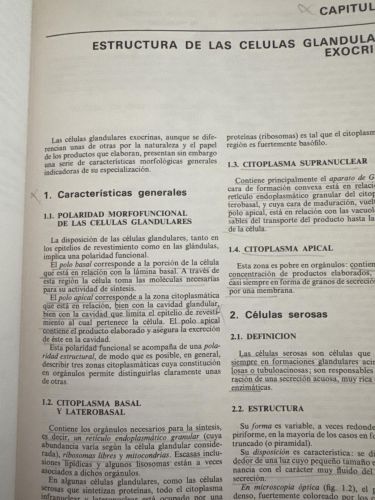 CAPITUL
ESTRUCTURA DE LAS CELULAS GLANDULA
EXOCRI
Las células glandulares exocrinas, aunque se dife-
rencian unas de otras por la naturaleza y el papel
de los productos que elaboran, presentan sin embargo
una serie de características morfológicas generales
indicadoras de su especialización.
1. Características generales
1.1. POLARIDAD MORFOFUNCIONAL
DE LAS CELULAS GLANDULARES
La disposición de las células glandulares, tanto en
los epitelios de revestimiento como en las glándulas,
implica una polaridad funcional.
El polo basal corresponde a la porción de la célula
que está en relación con la lámina basal. A través de
esta región la célula toma las moléculas necesarias
para su actividad de síntesis.
El polo apical corresponde a la zona citoplasmática
que está en relación, bien con la cavidad glandular,
bien con la cavidad que limita el epitelio de revesti-
miento al cual pertenece la célula. El polo apical
contiene el producto elaborado y asegura la excreción
de éste en la cavidad.
Esta polaridad funcional se acompaña de una pola-
ridad estructural, de modo que es posible, en general,
describir tres zonas citoplasmáticas cuya constitución
en orgánulos permite distinguirlas claramente unas
de otras.
1.2. CITOPLASMA BASAL
Y LATEROBASAL
Contiene los orgánulos necesarios para la síntesis,
es decir, un retículo endoplasmático granular (cuya
abundancia varía según la célula glandular conside-
rada), ribosomas libres y mitocondrias. Escasas inclu-
siones lipídicas y algunos lisosomas están a veces
asociados a dichos orgánulos.
En algunas células glandulares, como las células
serosas que sintetizan proteínas, todo el citoplasma
infranuclear y lateronuclear está ocupado por una
proteínas (ribosomas) es tal que el citoplasm
región es fuertemente basófilo.
1.3. CITOPLASMA SUPRANUCLEAR
Contiene principalmente el aparato de G
cara de formación convexa está en relació
retículo endoplasmático granular del citop
terobasal, y cuya cara de maduración, vuel
polo apical, está en relación con las vacuol
sables del transporte del producto hasta la
de la célula.
1.4. CITOPLASMA APICAL
Esta zona es pobre en orgánulos: contien
concentración de productos elaborados,
casi siempre en forma de granos de secreción
por una membrana.
2. Células serosas
2.1. DEFINICION
Las células serosas son células que
siempre en formaciones glandulares acin
losas o tubuloacinosas; son responsables
ración de una secreción acuosa, muy rica
enzimáticas.
2.2. ESTRUCTURA
Su forma es variable, a veces redonde
piriforme, en la mayoría de los casos en fo
truncado (o piramidal).
Su disposición es característica: se di
dedor de una luz cuyo pequeño tamaño e
nancia con el carácter muy fluido del
secreción.
En microscopía óptica (fig. 1.2), el p
denso, fuertemente coloreado por los